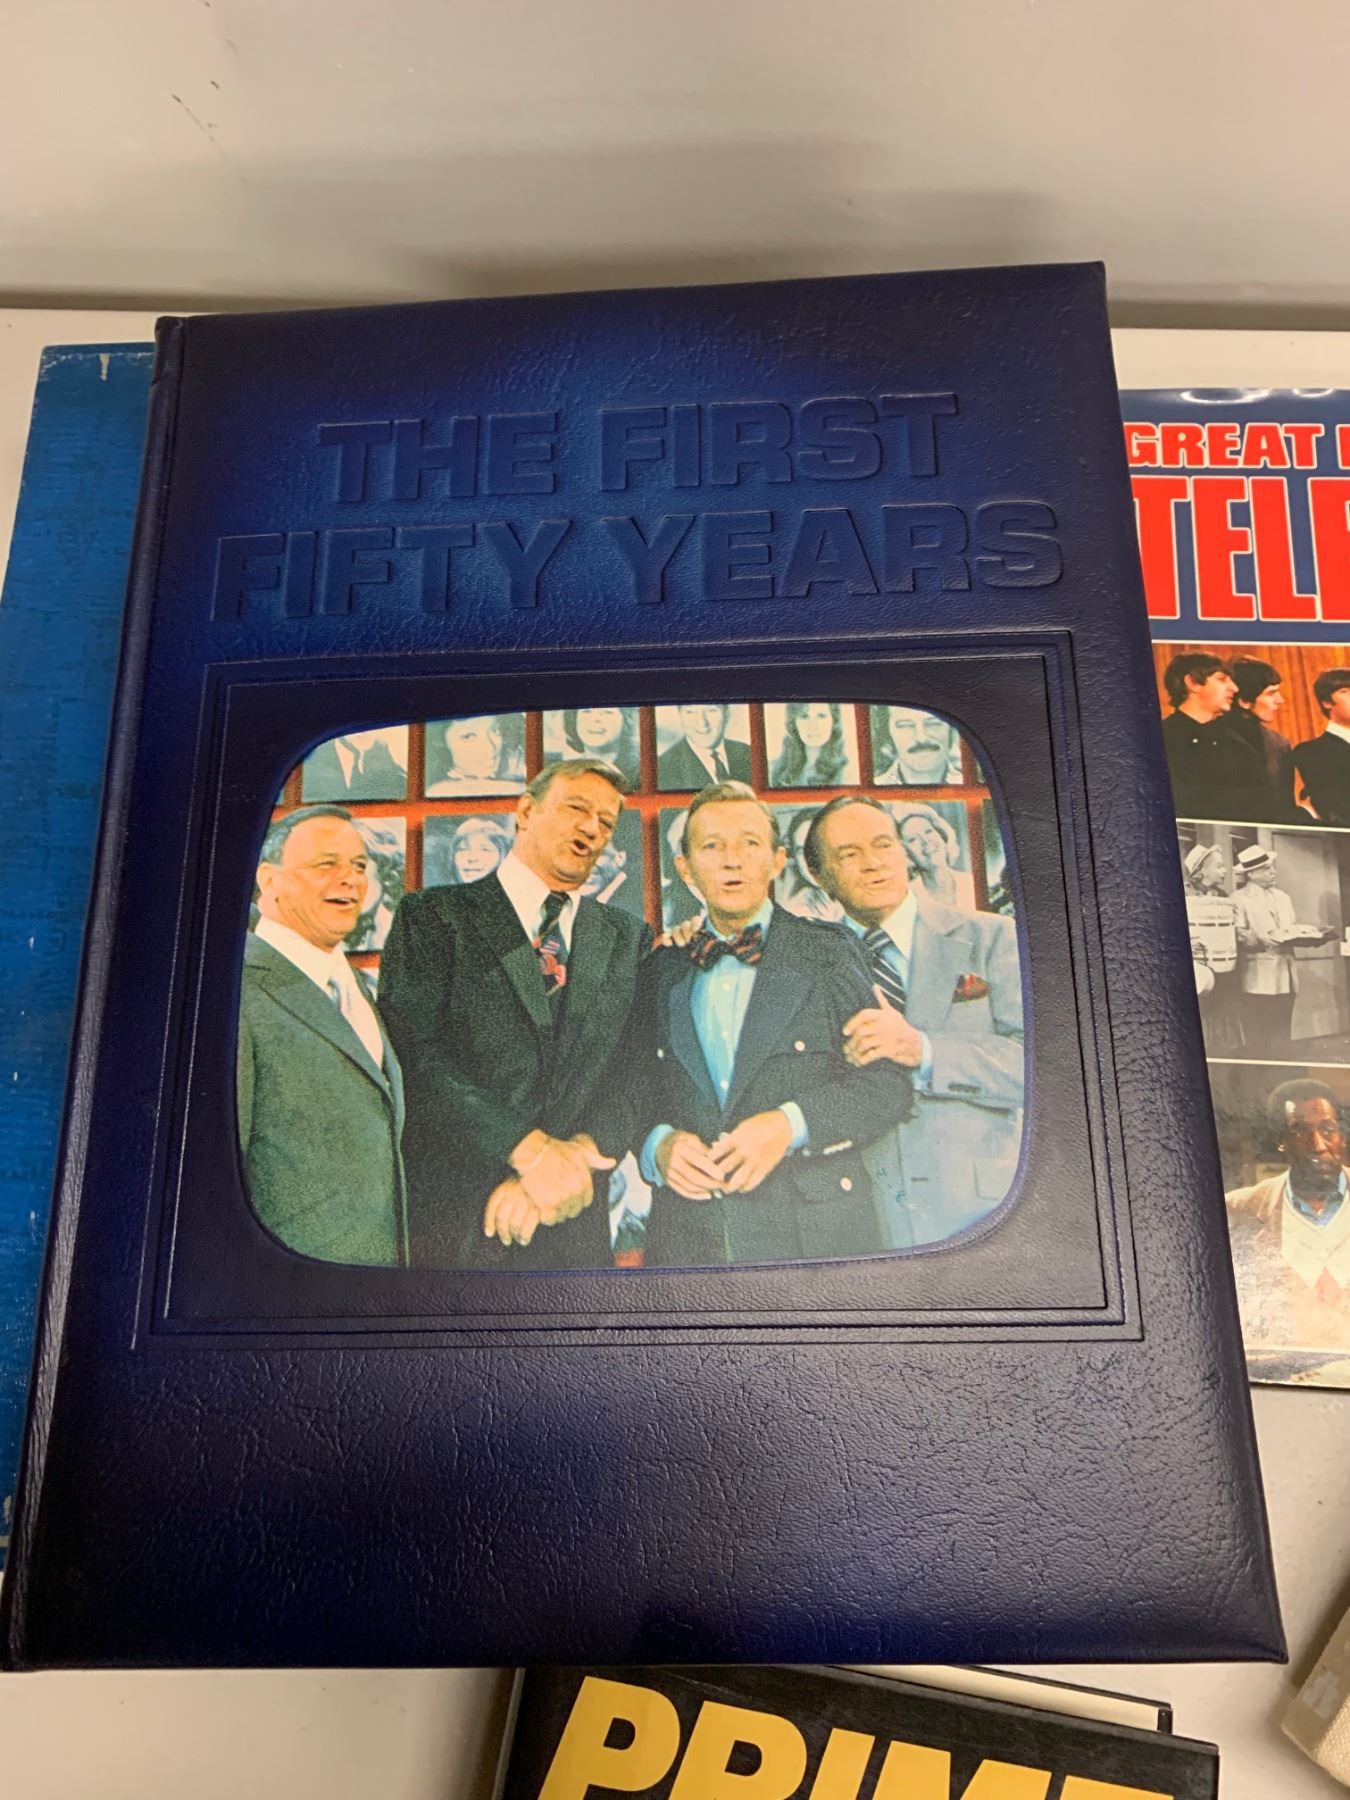 THE FIRST
FIFTY YEARS
GREAT
TELE
PRIME